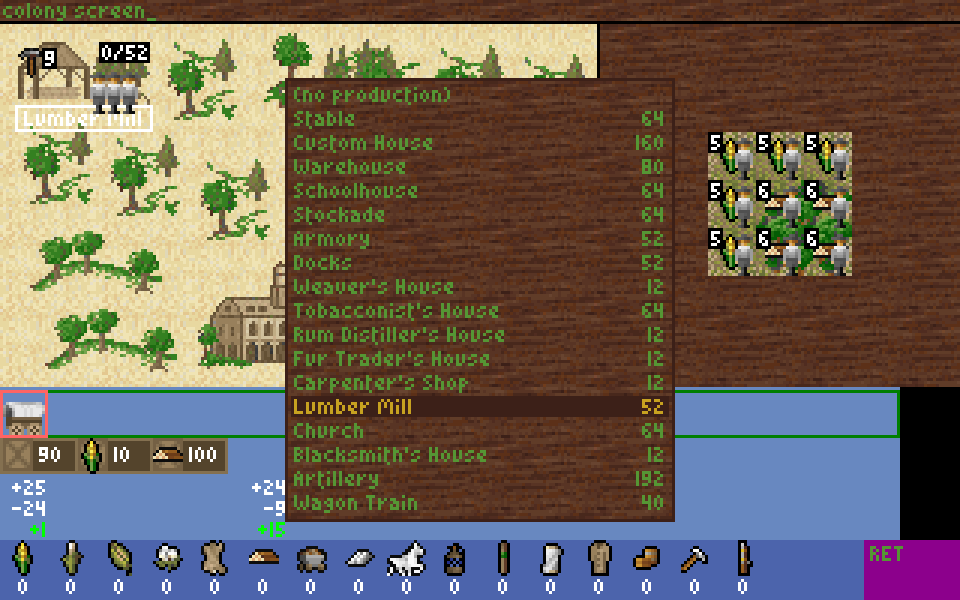 colony screen_
9 0/52
Lumber Mill
(no production)
Stable 64
Custom House 160
Warehouse 80
Schoolhouse 64
Stockade 64
Armory 52
Docks 52
Weaver's House 12
Tobacconist's House 64
Rum Distiller's House 12
Fur Trader's House 12
Carpenter's Shop 12
Lumber Mill 52
Church 64
Blacksmith's House 12
Artillery 192
Wagon Train 40
5 5 5
5 6 6
5 6 6
90 10 100
+25 +24
-24 -9
+1 +15
RET
0 0 0 0 0 0 0 0 0 0 0 0 0 0 0 0